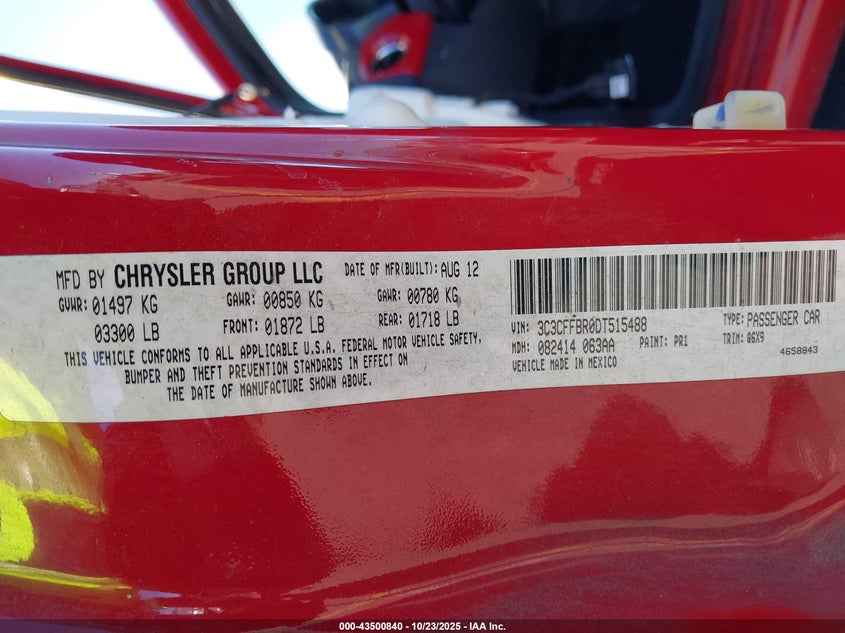 MFD BY CHRYSLER GROUP LLC DATE OF MFR(BUILT): AUG 12
GVWR: 01497 KG GAWR: 00850 KG GAWR: 00780 KG
03300 LB FRONT: 01872 LB REAR: 01718 LB
THIS VEHICLE CONFORMS TO ALL APPLICABLE U.S.A. FEDERAL MOTOR VEHICLE SAFETY,
BUMPER AND THEFT PREVENTION STANDARDS IN EFFECT ON
THE DATE OF MANUFACTURE SHOWN ABOVE.
VIN: 3C3CFFBR0DT515488 TYPE: PASSENGER CAR
MDH: 082414 063AA PAINT: PR1 TRIM: Q6X9
VEHICLE MADE IN MEXICO 4658843
000-43500840 - 10/23/2025 - IAA Inc.